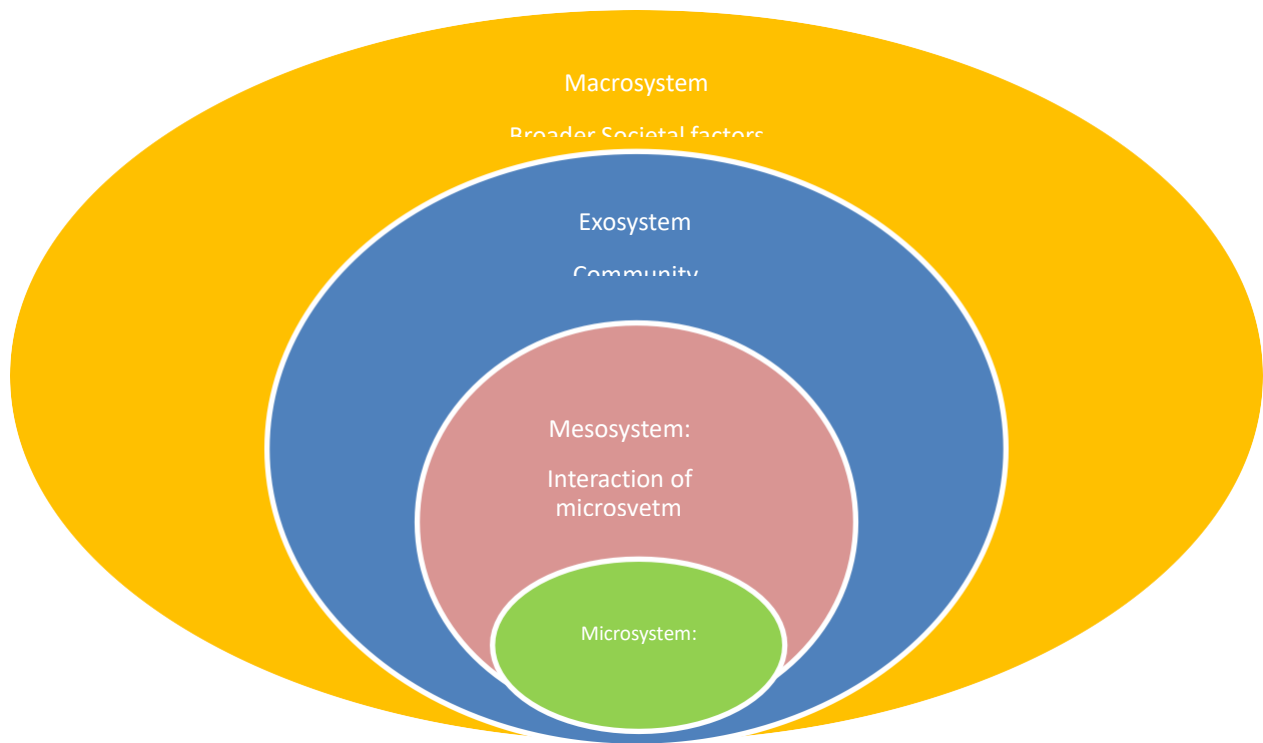 Macrosystem
Broader Societal factors
Exosystem
Community
Mesosystem:
Interaction of
microsvetm
Microsystem: